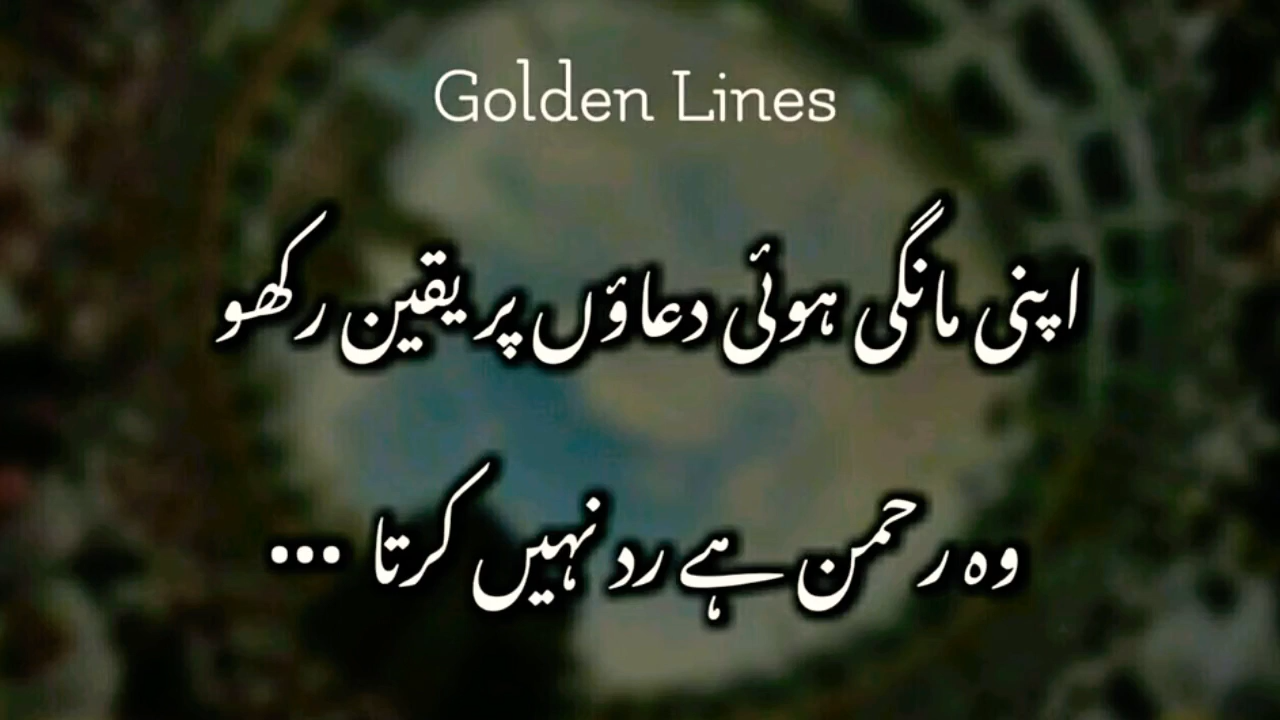 Golden Lines
اپنی مانگی ہوئی دعاؤں پر یقین رکھو
وہ رحمن ہے رد نہیں کرتا ...